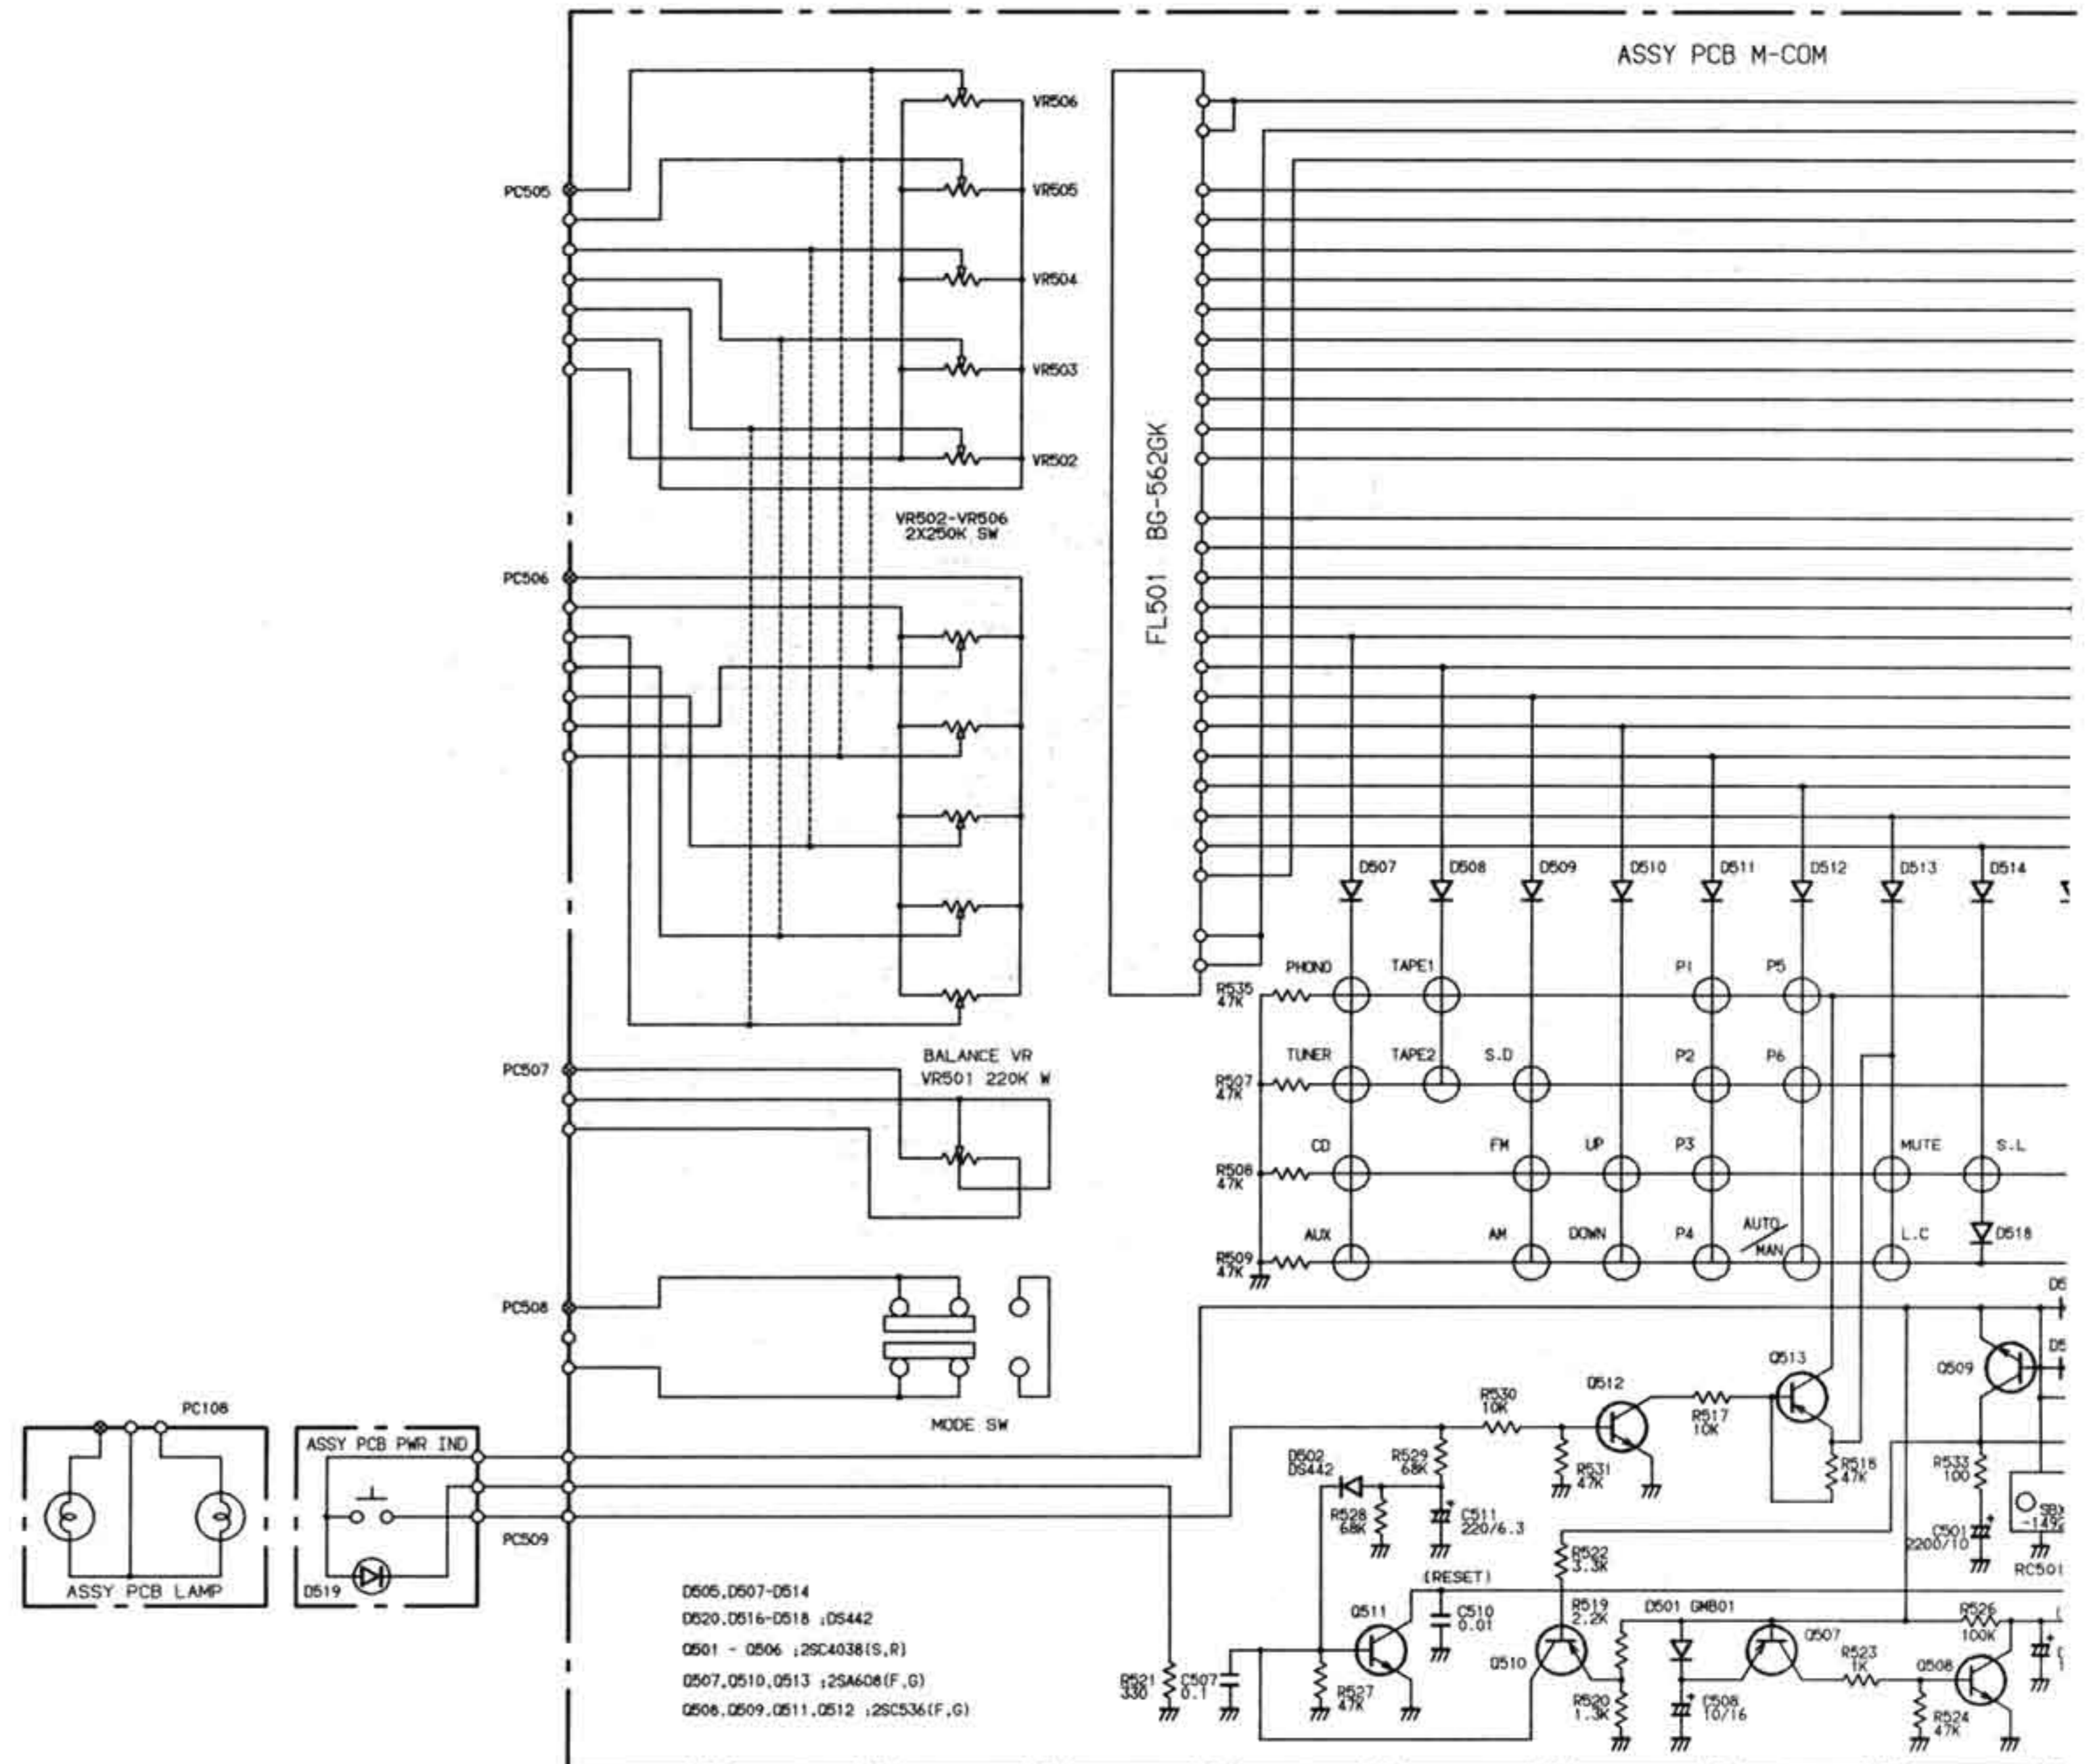 ASSY PCB M-COM
VR506
PC505
VR505
VR504
VR503
VR502
FL501 BG-562GK
VR502-VR506
2X250K SW
PC506
D507
D508
D509
D510
D511
D512
D513
D514
PHONO
TAPE1
P1
P5
R535
47K
BALANCE VR
VR501 220K W
PC507
TUNER
TAPE2
S.D
P2
P6
R507
47K
CD
FM
UP
P3
MUTE
S.L
R508
47K
AUX
AM
DOWN
P4
AUTO
MAN
L.C
D518
R509
47K
PC508
MODE SW
Q513
Q509
Q512
R530
10K
R517
10K
PC108
ASSY PCB PWR IND
D502
DS442
R529
68K
R531
47K
R518
47K
R533
100
R528
68K
C511
220/6.3
C501
2200/10
-149
RC501
PC509
ASSY PCB LAMP
D519
R522
3.3K
(RESET)
D505,D507-D514
D520,D516-D518 ;DS442
Q501 - Q506 ;2SC4038(S,R)
Q507,Q510,Q513 ;2SA608(F,G)
Q508,Q509,Q511,Q512 ;2SC536(F,G)
Q511
C510
0.01
R519
2.2K
D501 GMB01
Q507
R526
100K
Q510
R523
1K
Q508
R521
330
C507
0.1
R527
47K
R520
1.3K
C508
10/16
R524
47K